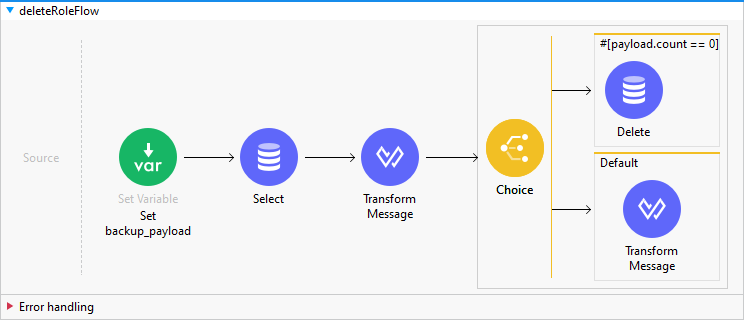 deleteRoleFlow
Source
var
Set Variable
Set
backup_payload
Select
Transform
Message
Choice
#[payload.count == 0]
Delete
Default
Transform
Message
Error handling